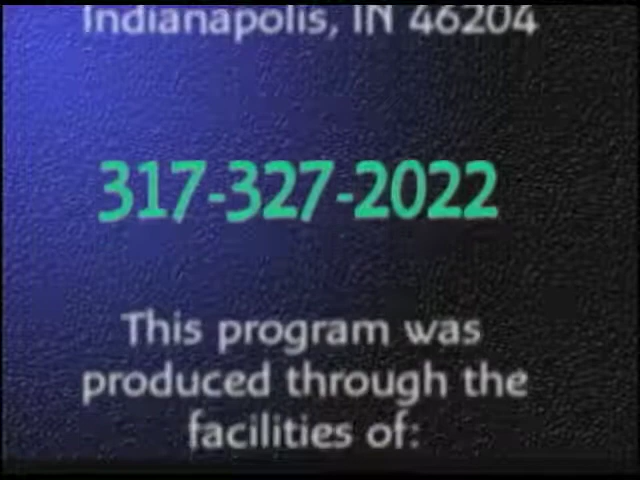 Indianapolis, IN 46204
317-327-2022
This program was
produced through the
facilities of: